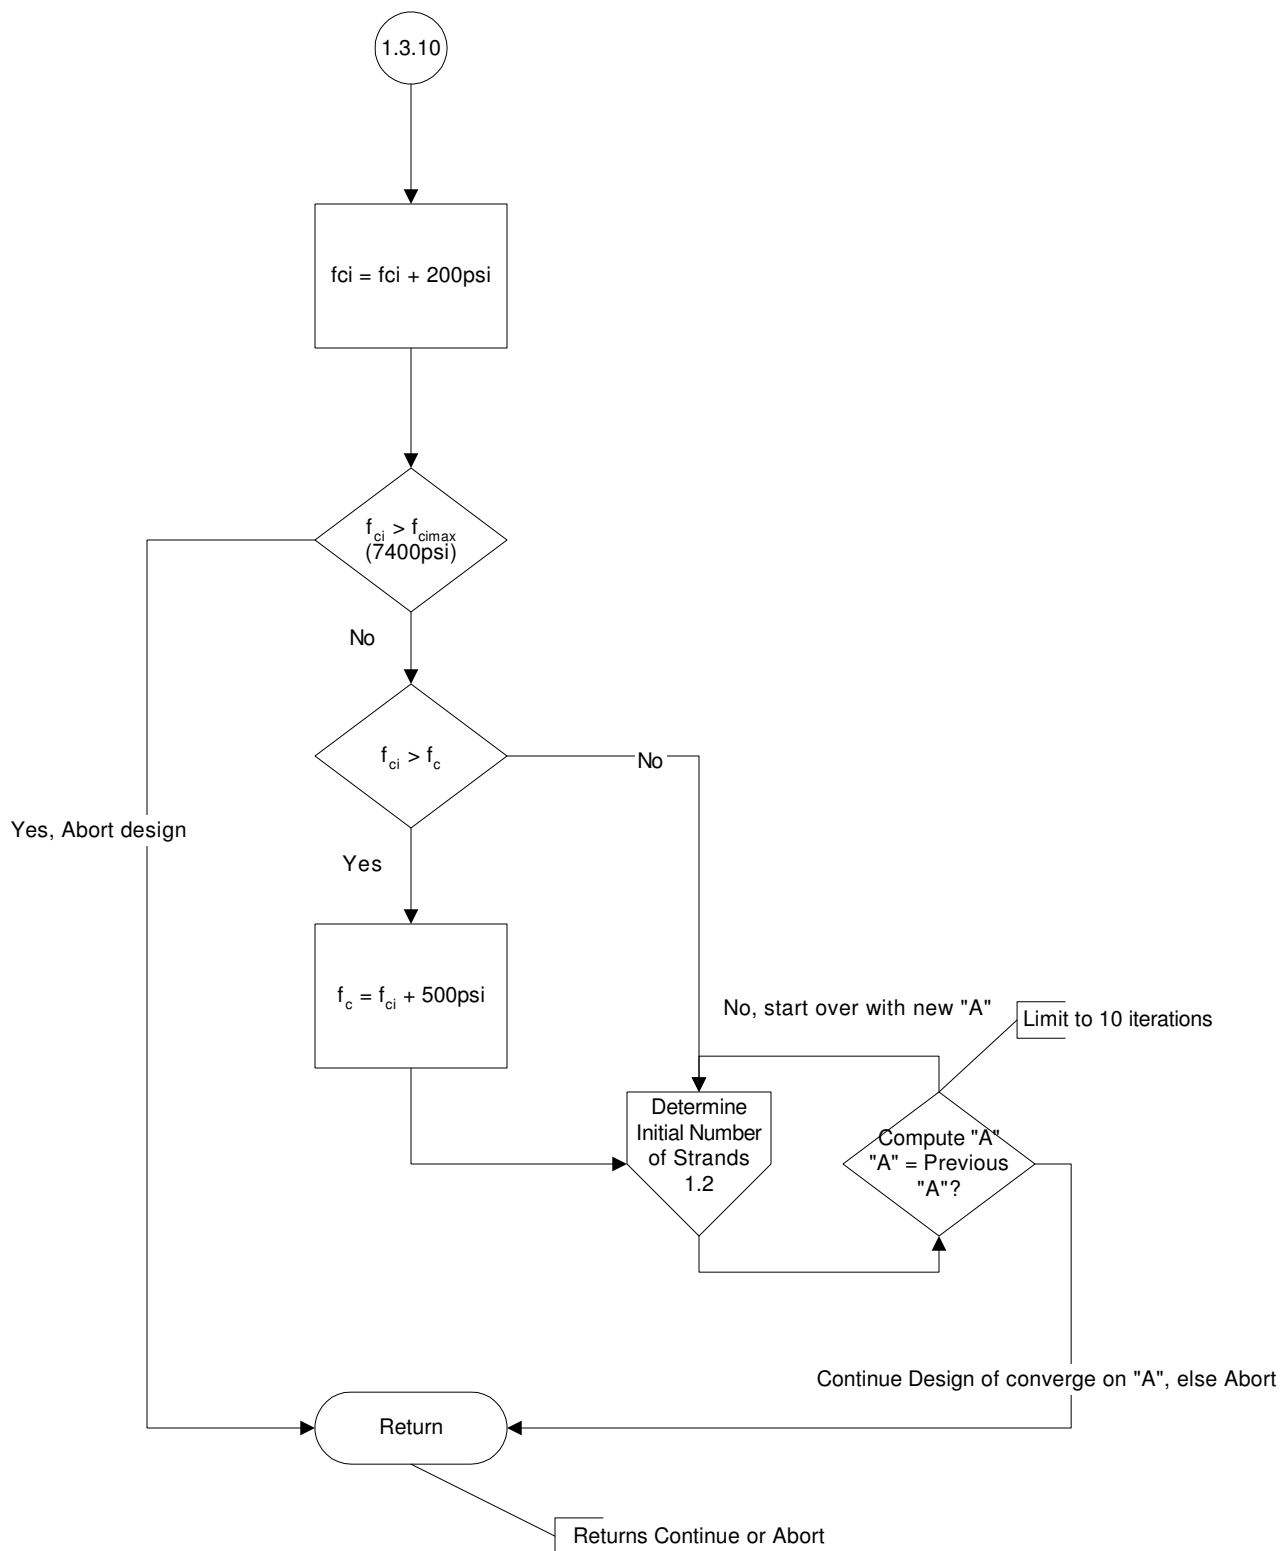 1.3.10
fci = fci + 200psi
fci > fcimax
(7400psi)
No
fci > fc
No
Yes, Abort design
Yes
fc = fci + 500psi
No, start over with new "A"
Limit to 10 iterations
Determine
Initial Number
of Strands
1.2
Compute "A"
"A" = Previous
"A"?
Continue Design of converge on "A", else Abort
Return
Returns Continue or Abort